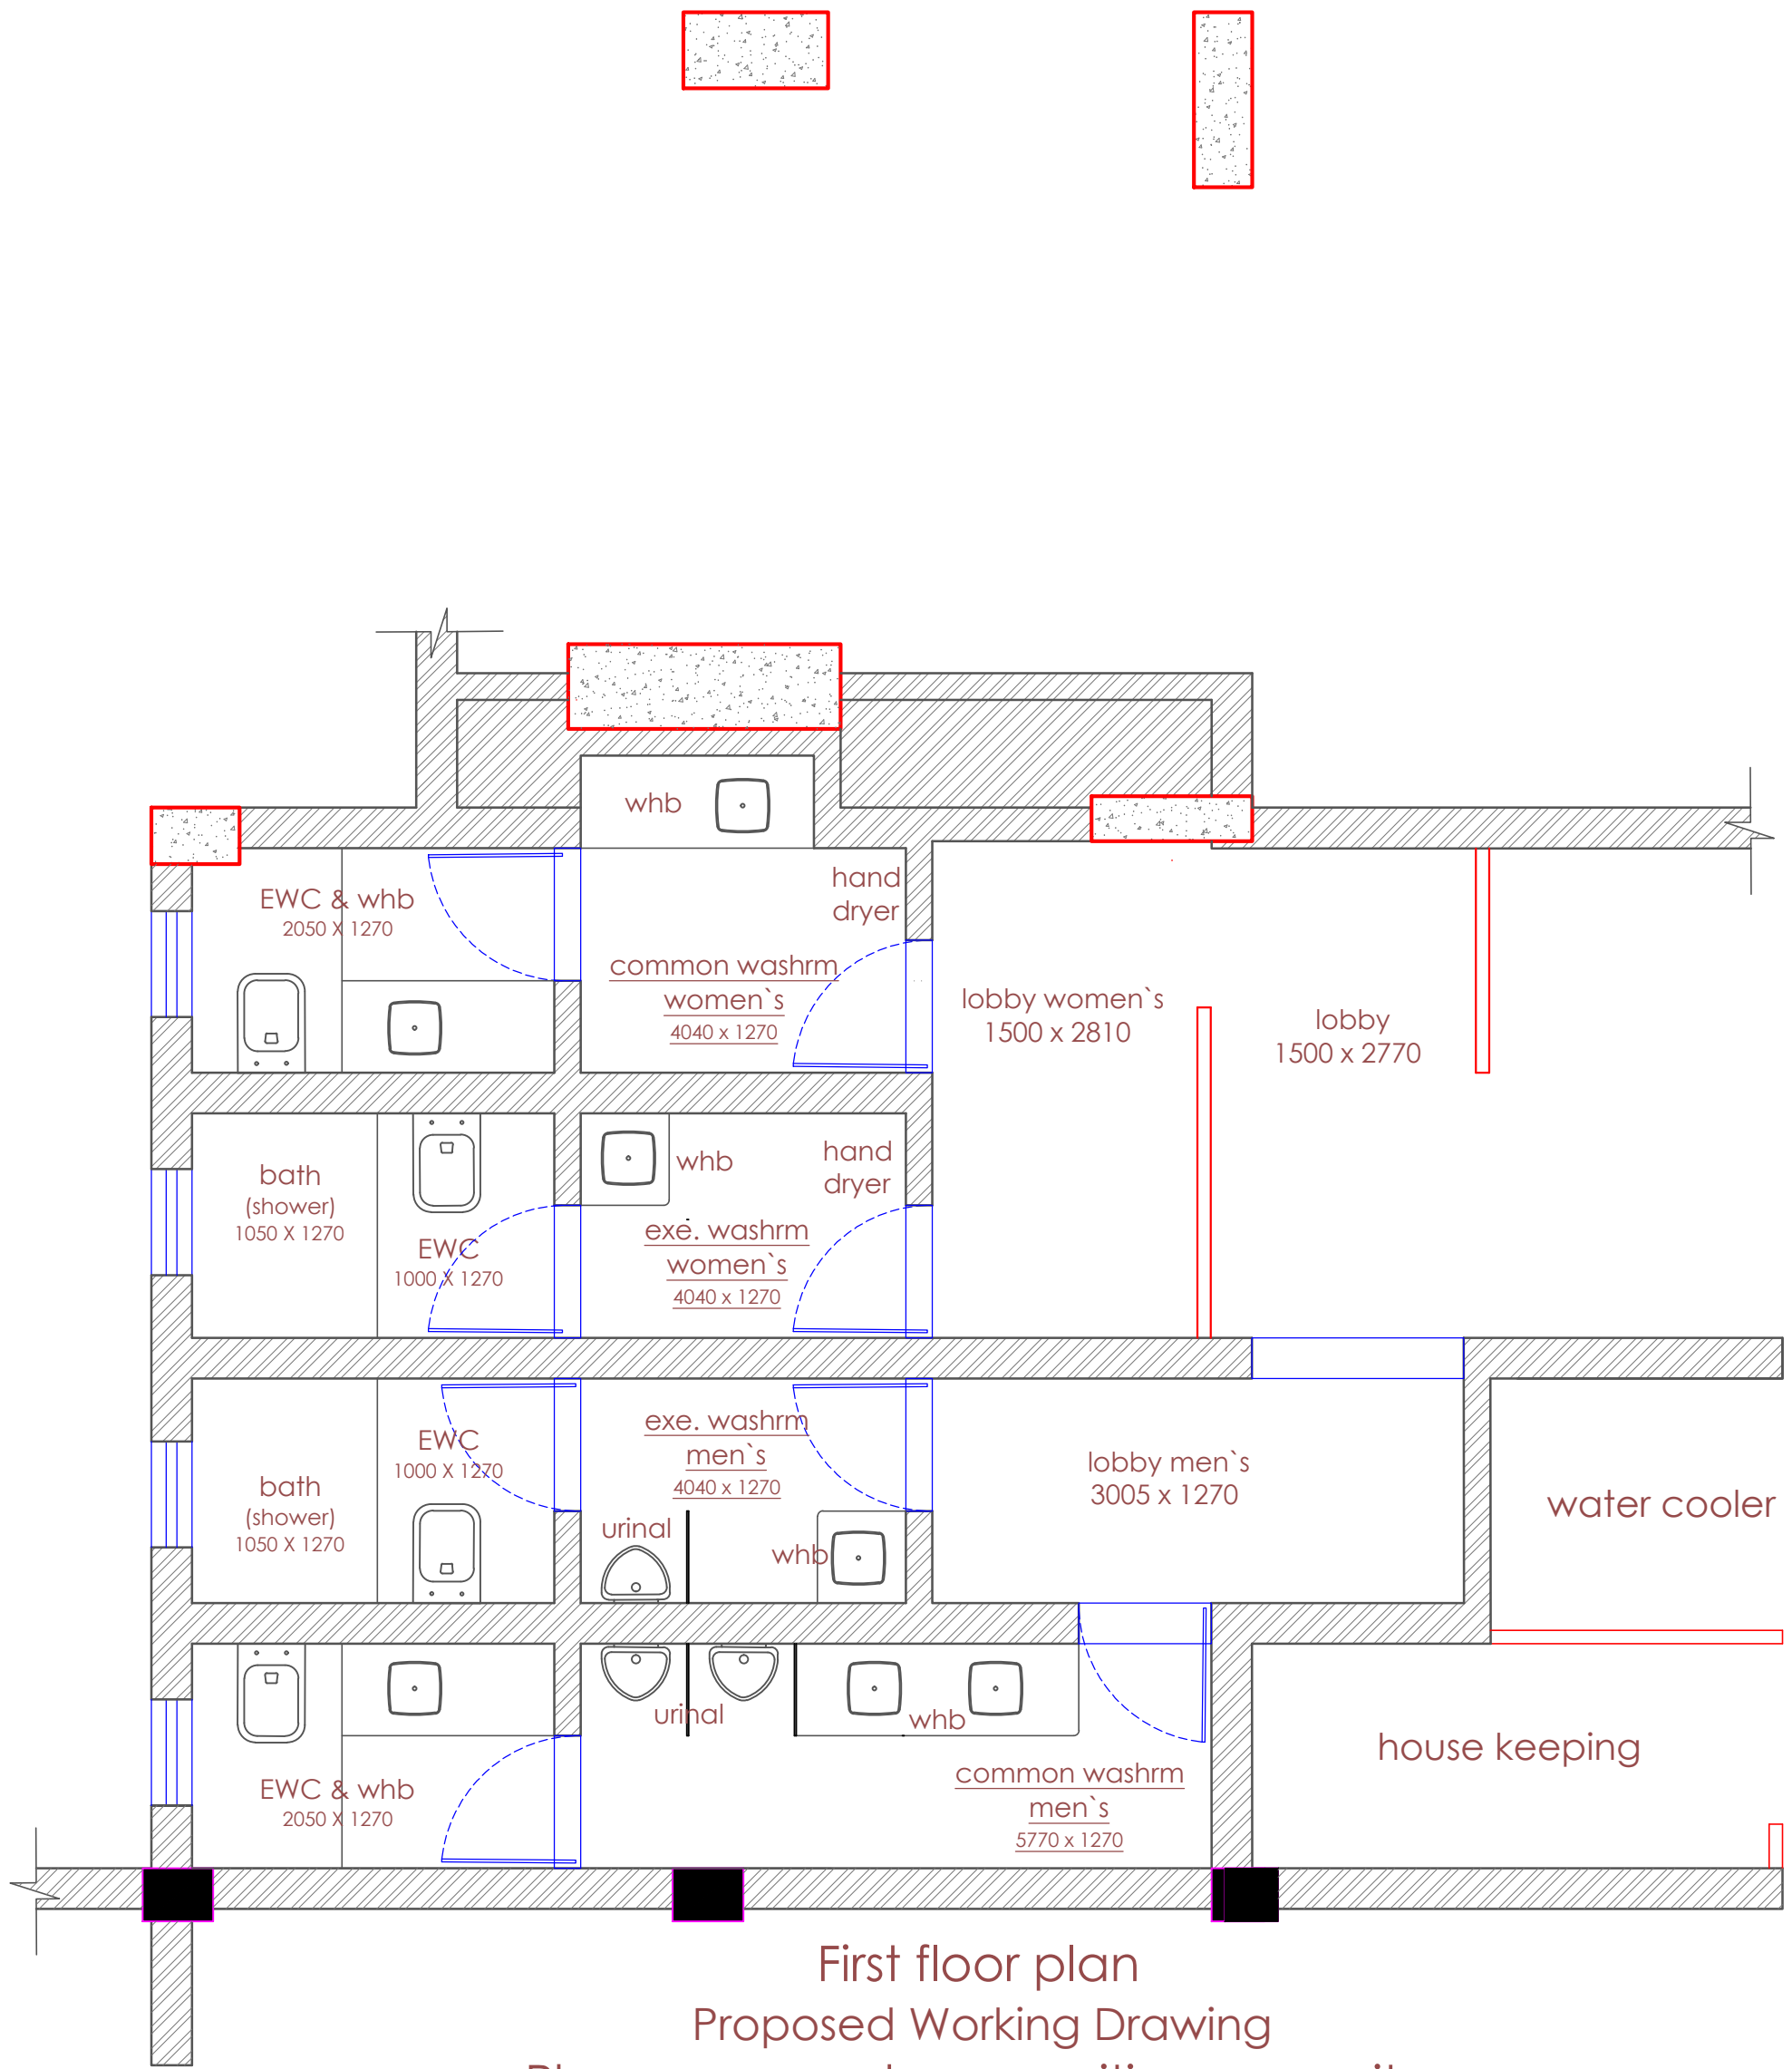 whb
EWC & whb
2050 X 1270
hand
dryer
common washrm
women`s
4040 x 1270
lobby women`s
1500 x 2810
lobby
1500 x 2770
bath
(shower)
1050 X 1270
EWC
1000 X 1270
whb
hand
dryer
exe. washrm
women`s
4040 x 1270
bath
(shower)
1050 X 1270
EWC
1000 X 1270
exe. washrm
men`s
4040 x 1270
urinal
whb
lobby men`s
3005 x 1270
water cooler
EWC & whb
2050 X 1270
urinal
whb
common washrm
men`s
5770 x 1270
house keeping
First floor plan
Proposed Working Drawing